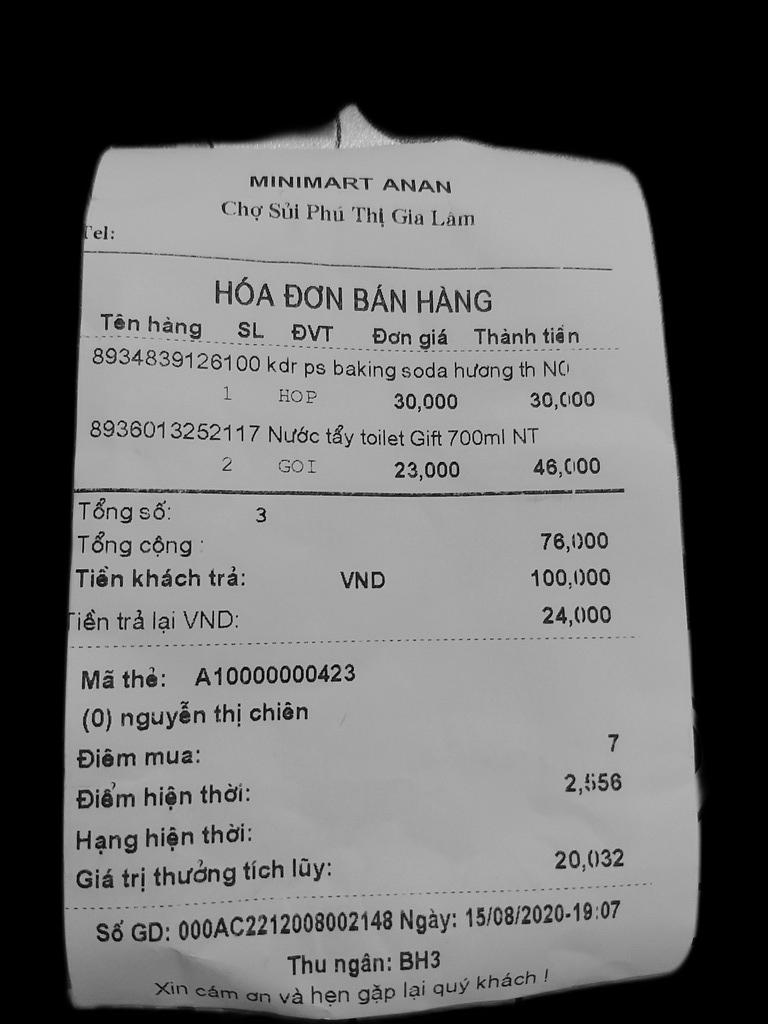 MINIMART ANAN
Chợ Sủi Phú Thị Gia Lâm
Tel:
HÓA ĐƠN BÁN HÀNG
Tên hàng SL ĐVT Đơn giá Thành tiền
8934839126100 kdr ps baking soda hương th NC
1 HOP 30,000 30,000
8936013252117 Nước tẩy toilet Gift 700ml NT
2 GOI 23,000 46,000
Tổng số: 3
Tổng cộng : 76,000
Tiền khách trả: VND 100,000
Tiền trả lại VND: 24,000
Mã thẻ: A10000000423
(0) nguyễn thị chiên
Điểm mua: 7
Điểm hiện thời: 2,556
Hạng hiện thời:
Giá trị thưởng tích lũy: 20,032
Số GD: 000AC2212008002148 Ngày: 15/08/2020-19:07
Thu ngân: BH3
Xin cám ơn và hẹn gặp lại quý khách !